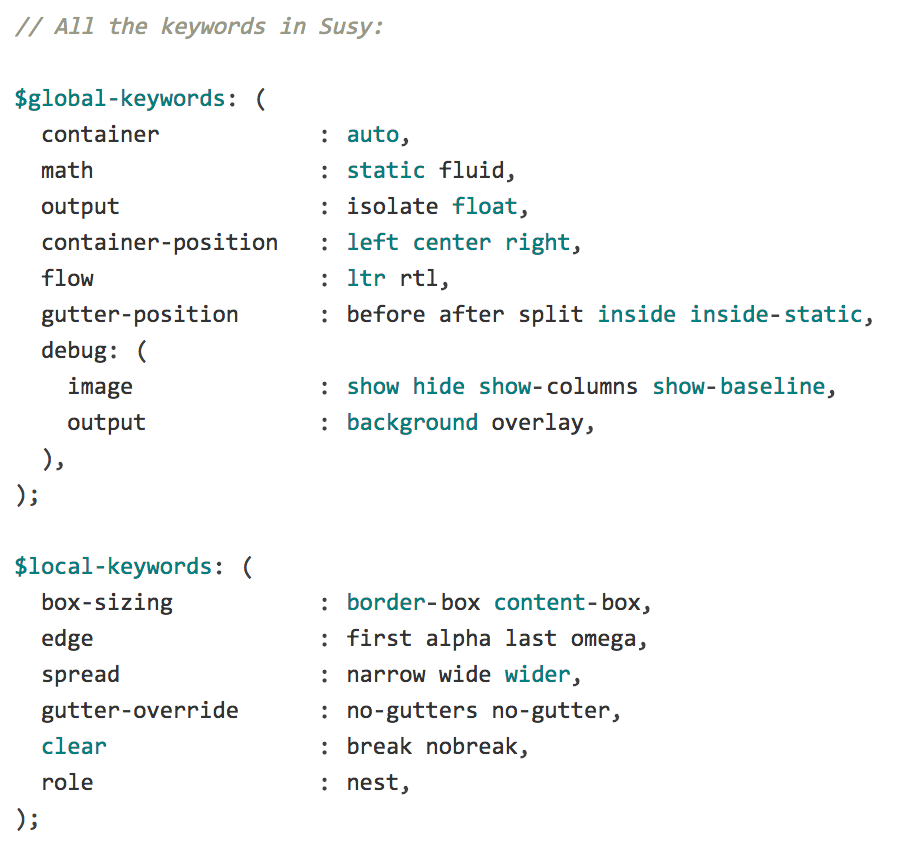 // All the keywords in Susy:

$global-keywords: (
  container            : auto,
  math                 : static fluid,
  output               : isolate float,
  container-position   : left center right,
  flow                 : ltr rtl,
  gutter-position      : before after split inside inside-static,
  debug: (
    image              : show hide show-columns show-baseline,
    output             : background overlay,
  ),
);

$local-keywords: (
  box-sizing           : border-box content-box,
  edge                 : first alpha last omega,
  spread               : narrow wide wider,
  gutter-override      : no-gutters no-gutter,
  clear                : break nobreak,
  role                 : nest,
);